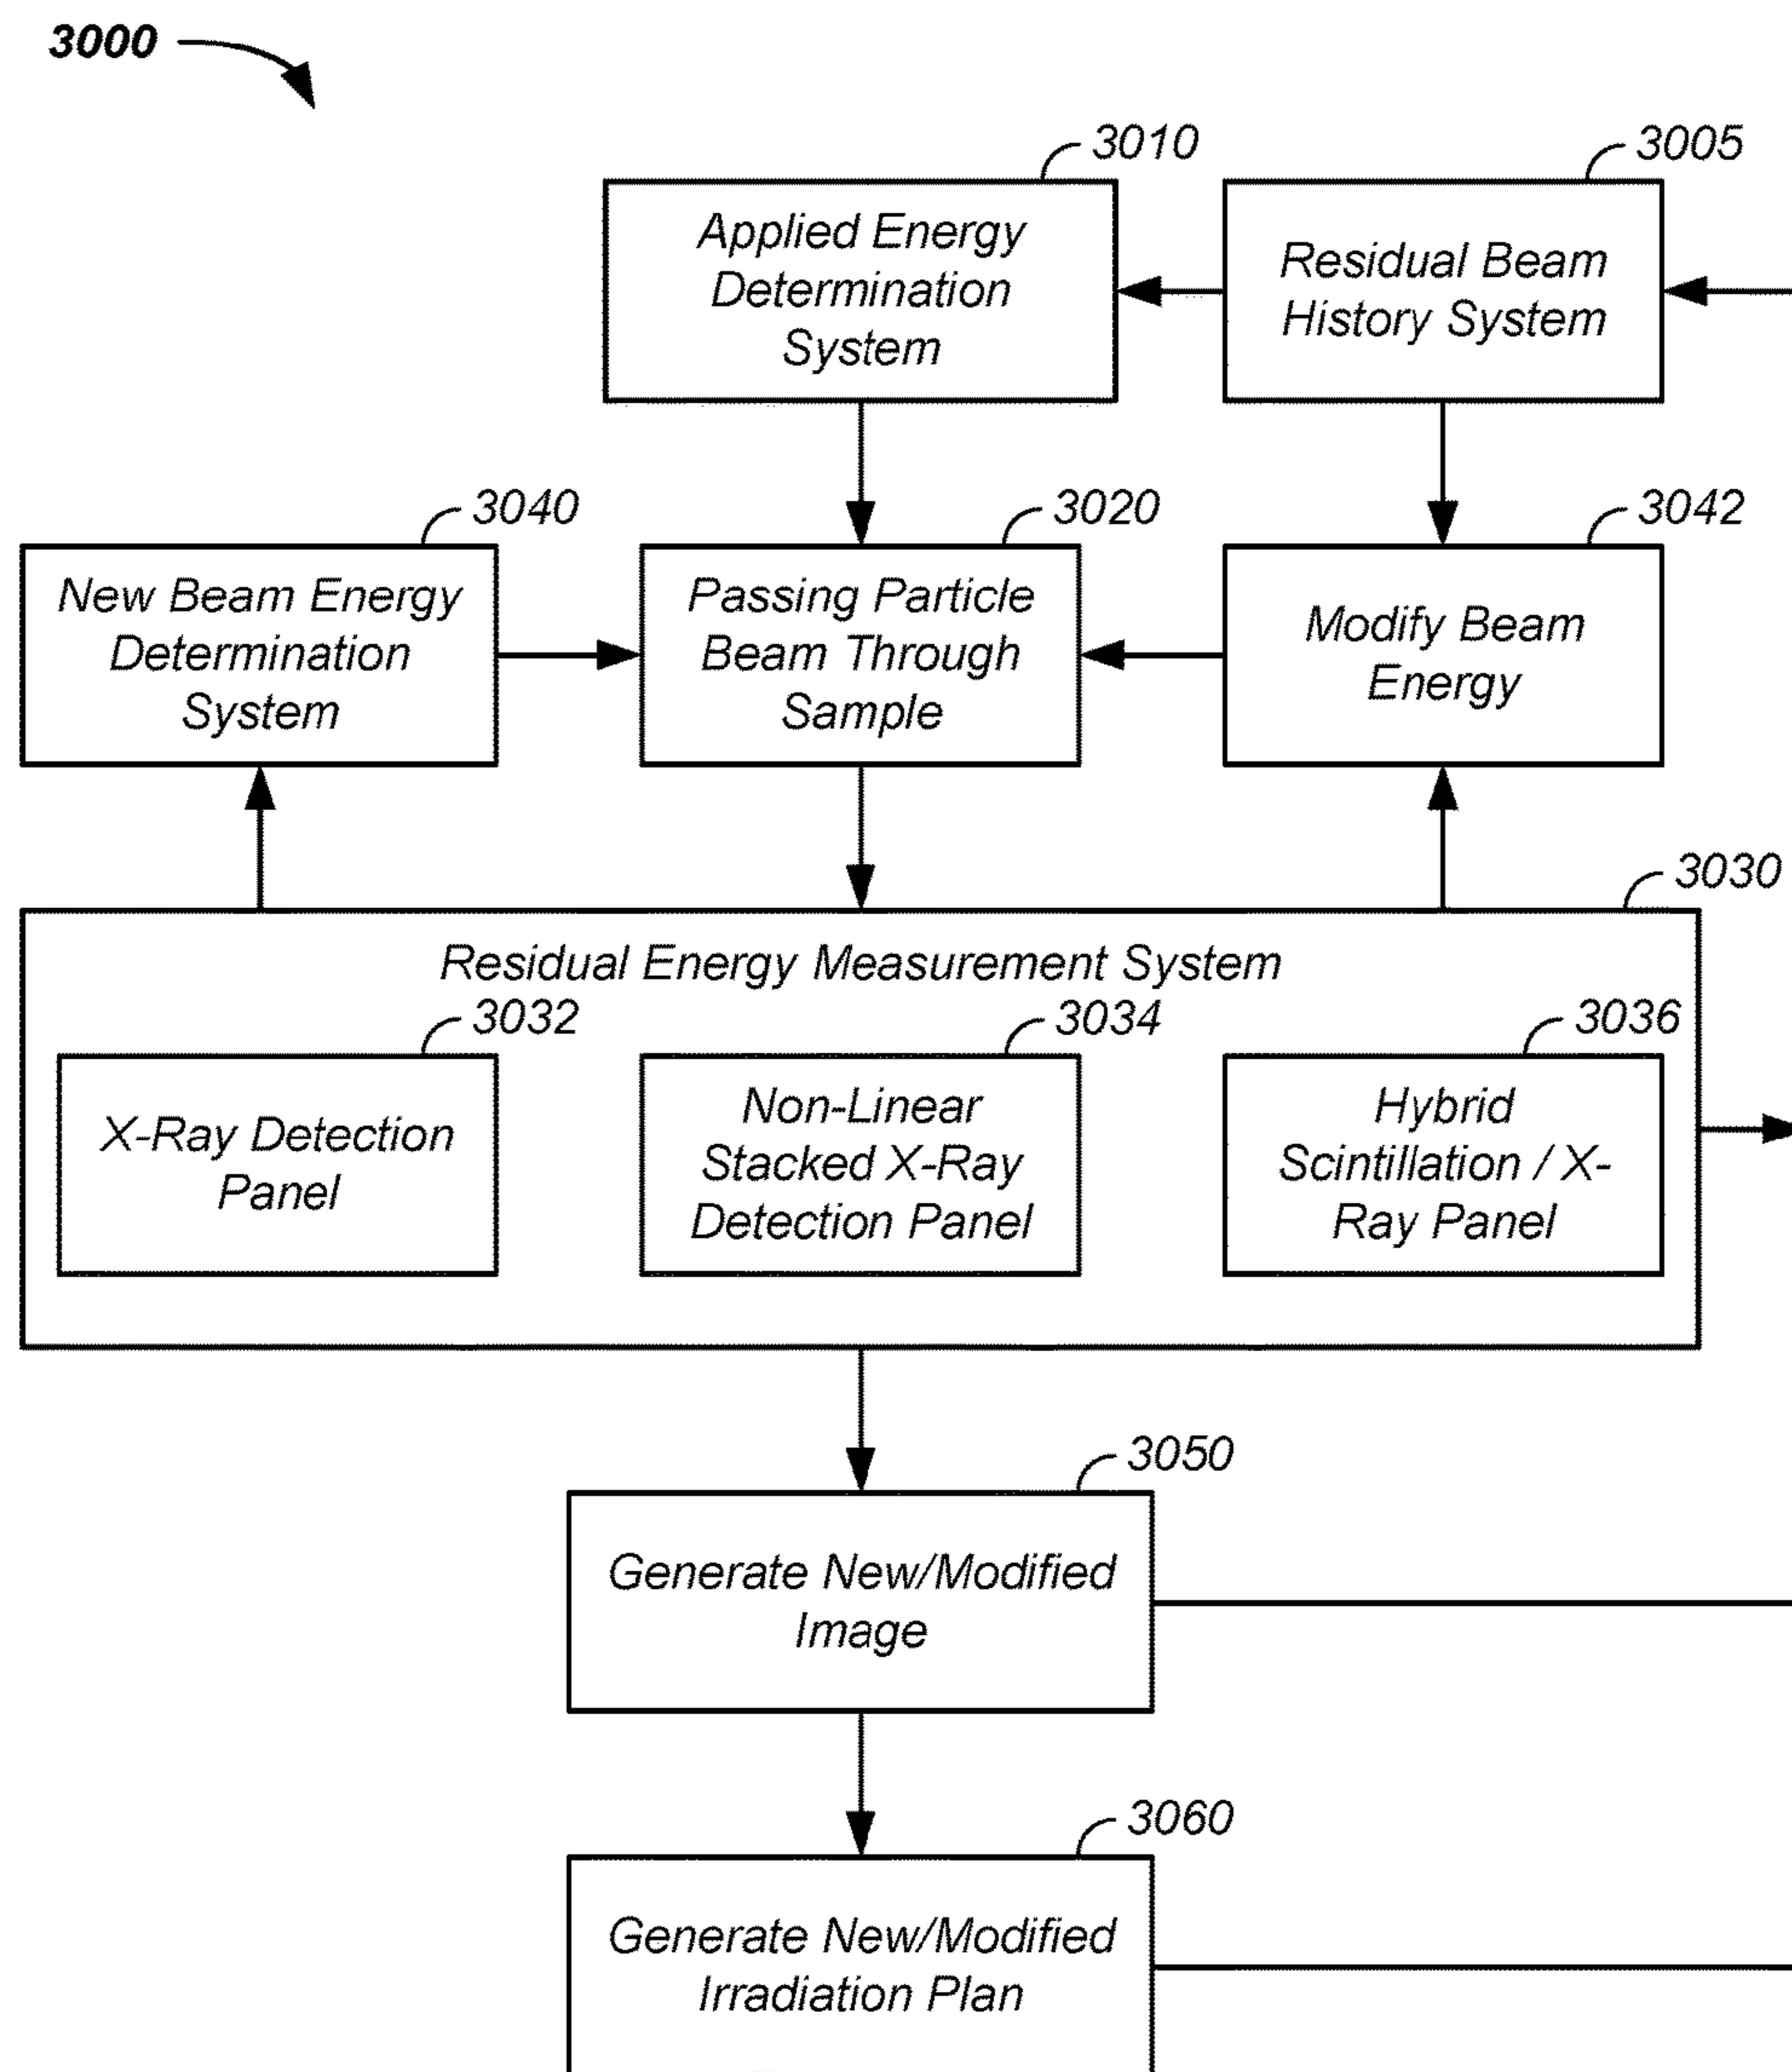 3000
3010
3005
Applied Energy
Determination
System
Residual Beam
History System
3040
3020
3042
New Beam Energy
Determination
System
Passing Particle
Beam Through
Sample
Modify Beam
Energy
3030
Residual Energy Measurement System
3032
3034
3036
X-Ray Detection
Panel
Non-Linear
Stacked X-Ray
Detection Panel
Hybrid
Scintillation / X-
Ray Panel
3050
Generate New/Modified
Image
3060
Generate New/Modified
Irradiation Plan